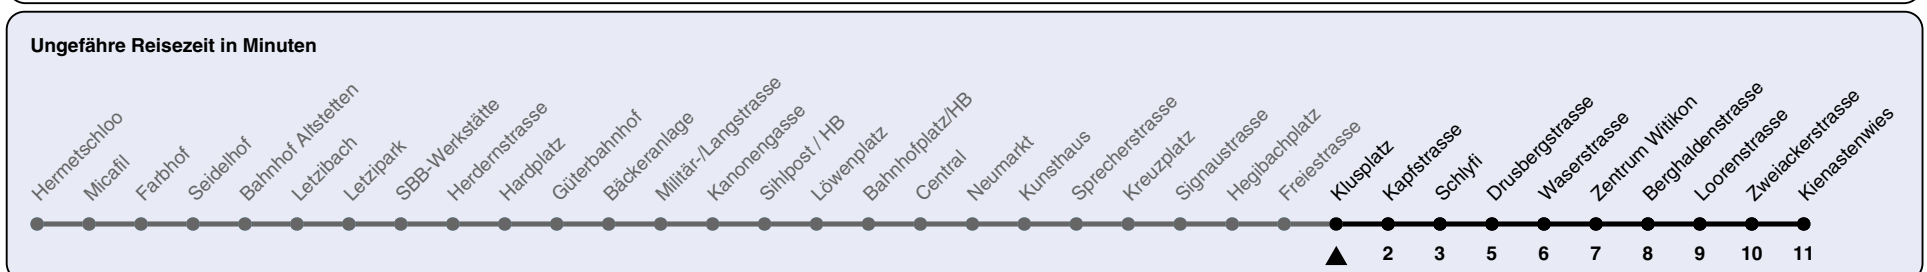 Ungefähre Reisezeit in Minuten
Hermetschloo
Micafil
Farbhof
Seidelhof
Bahnhof Altstetten
Letzibach
Letzipark
SBB-Werkstätte
Herdernstrasse
Hardplatz
Güterbahnhof
Bäckeranlage
Militär-/Langstrasse
Kanonengasse
Sihlpost / HB
Löwenplatz
Bahnhofplatz/HB
Central
Neumarkt
Kunsthaus
Sprecherstrasse
Kreuzplatz
Signaustrasse
Hegibachplatz
Freiestrasse
Klusplatz
Kapfstrasse
Schlyfi
Drusbergstrasse
Waserstrasse
Zentrum Witikon
Berghaldenstrasse
Loorenstrasse
Zweiackerstrasse
Kienastenwies
2 3 5 6 7 8 9 10 11